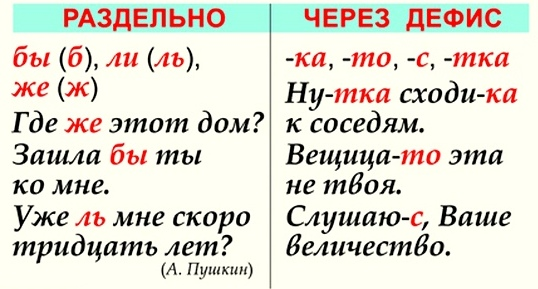 РАЗДЕЛЬНО
бы (б), ли (ль),
же (ж)
Где же этот дом?
Зашла бы ты
ко мне.
Уже ль мне скоро
тридцать лет?
(А. Пушкин)
ЧЕРЕЗ ДЕФИС
-ка, -то, -с, -тка
Ну-тка сходи-ка
к соседям.
Вещица-то эта
не твоя.
Слушаю-с, Ваше
величество.